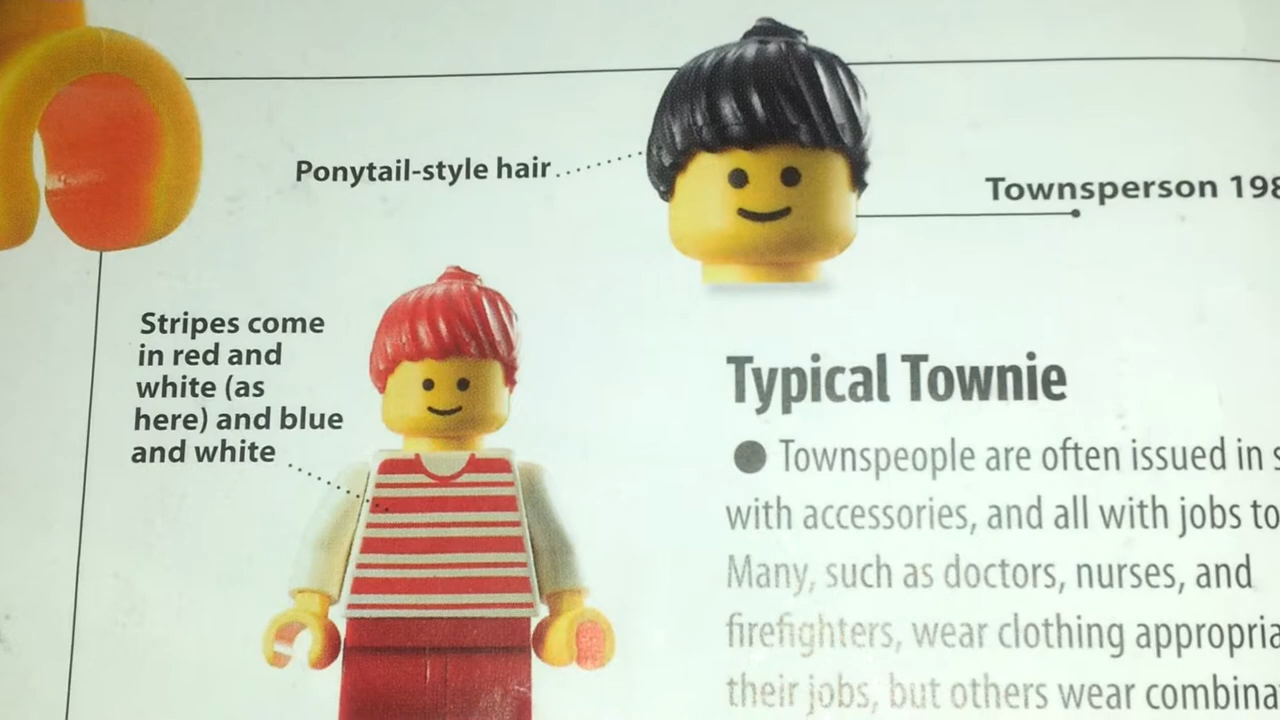 Ponytail-style hair
Townsperson 198
Stripes come
in red and
white (as
here) and blue
and white
Typical Townie
● Townspeople are often issued in s
with accessories, and all with jobs to
Many, such as doctors, nurses, and
firefighters, wear clothing appropria
their jobs, but others wear combina